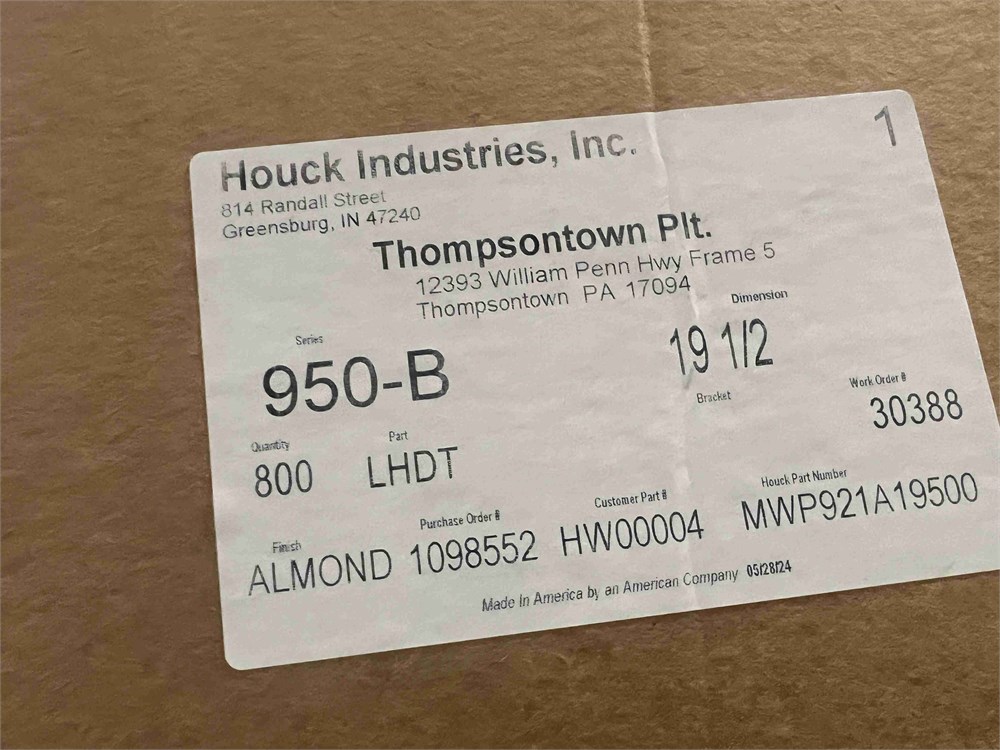 Houck Industries, Inc.
1
814 Randall Street
Greensburg, IN 47240
Thompsontown Plt.
12393 William Penn Hwy Frame 5
Thompsontown PA 17094
Series
Dimension
950-B
19 1/2
Bracket
Work Order #
30388
Quantity
Part
800
LHDT
Finish
Purchase Order #
Customer Part #
Houck Part Number
ALMOND 1098552 HW00004 MWP921A19500
Made In America by an American Company 05/28/24